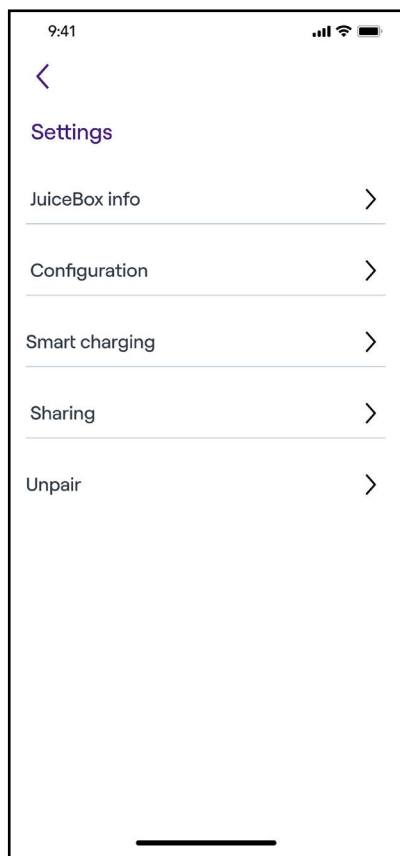 9:41
Settings
JuiceBox info
Configuration
Smart charging
Sharing
Unpair